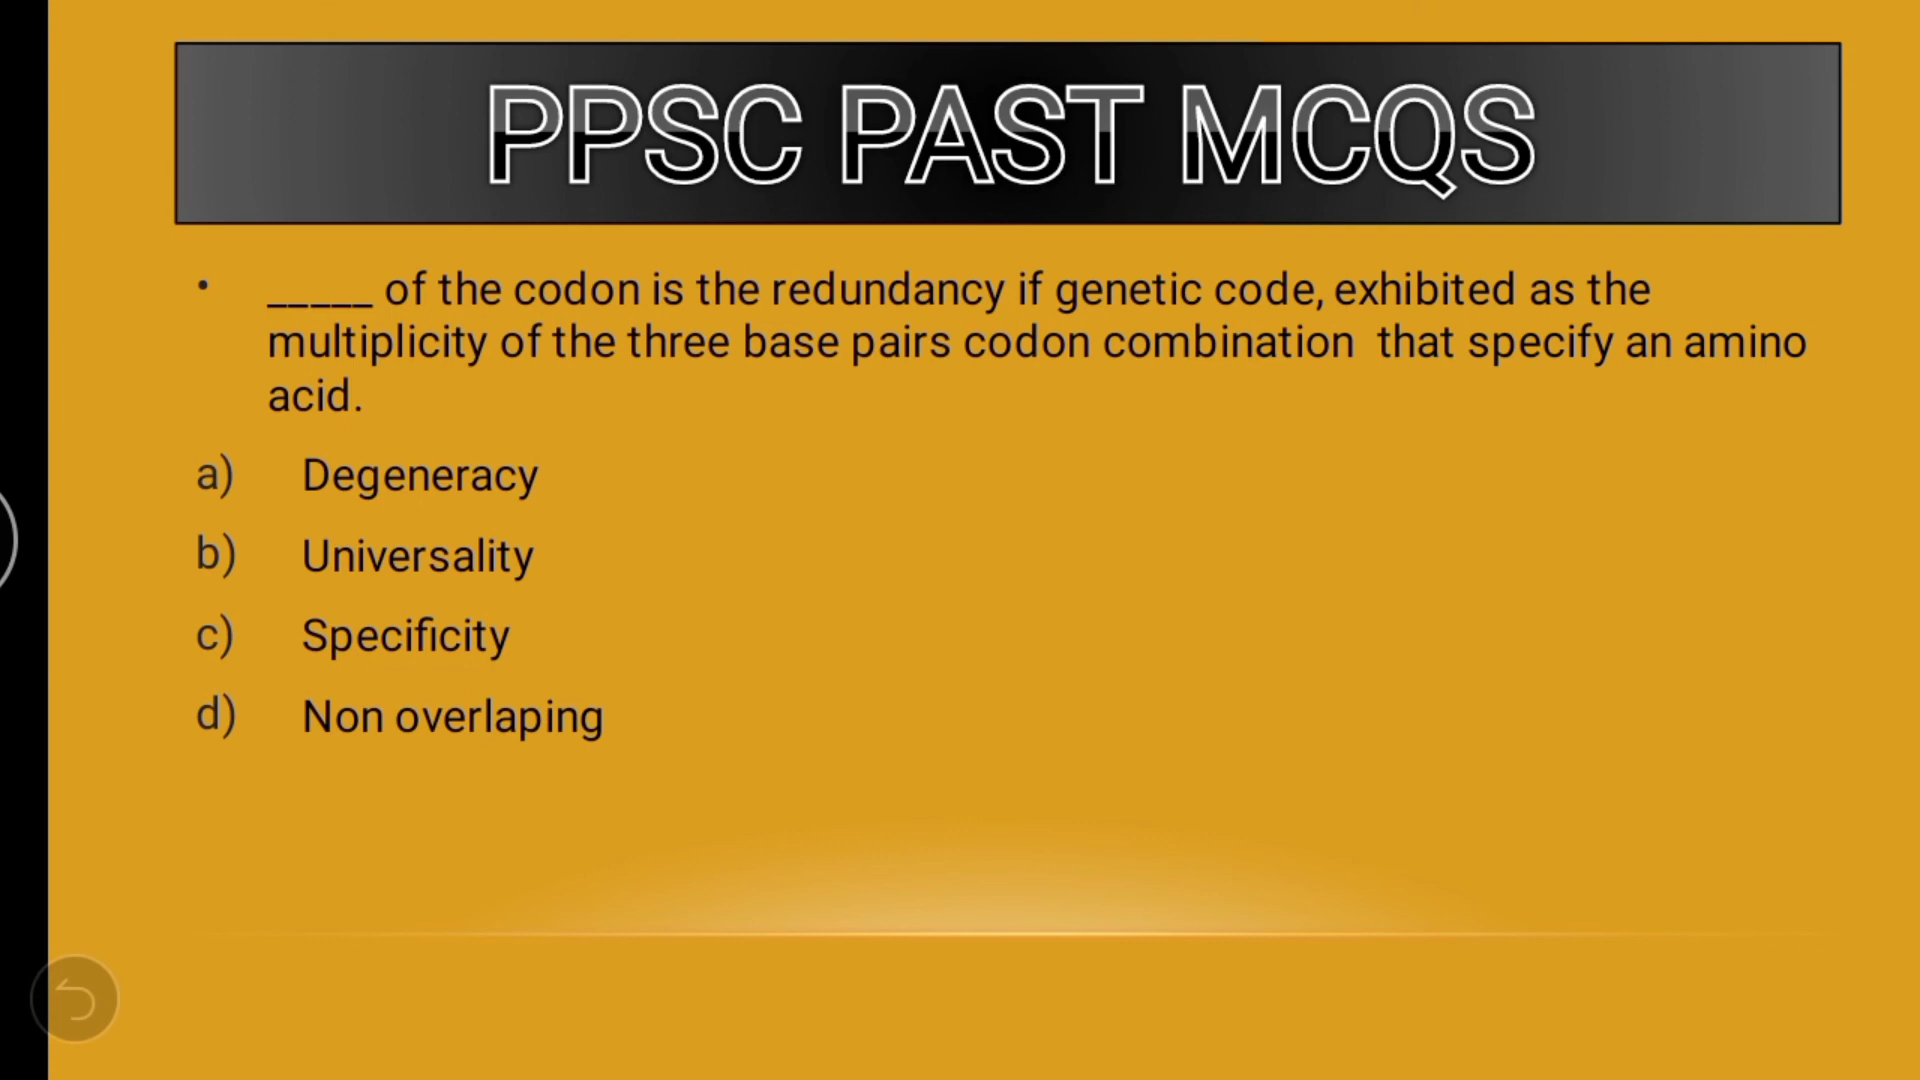 PPSC PAST MCQS
• _____ of the codon is the redundancy if genetic code, exhibited as the
multiplicity of the three base pairs codon combination that specify an amino
acid.
a) Degeneracy
b) Universality
c) Specificity
d) Non overlaping